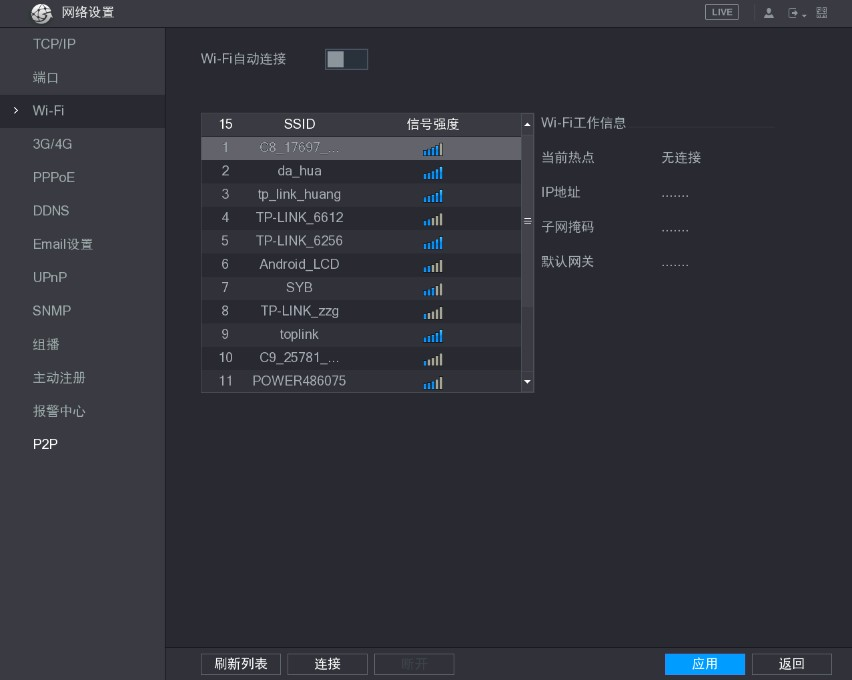 网络设置
LIVE
TCP/IP
端口
Wi-Fi
3G/4G
PPPoE
DDNS
Email设置
UPnP
SNMP
组播
主动注册
报警中心
P2P
Wi-Fi自动连接
15 SSID 信号强度
1 C8_17697_...
2 da_hua
3 tp_link_huang
4 TP-LINK_6612
5 TP-LINK_6256
6 Android_LCD
7 SYB
8 TP-LINK_zzg
9 toplink
10 C9_25781_...
11 POWER486075
Wi-Fi工作信息
当前热点 无连接
IP地址 .......
子网掩码 .......
默认网关 .......
刷新列表 连接 断开 应用 返回